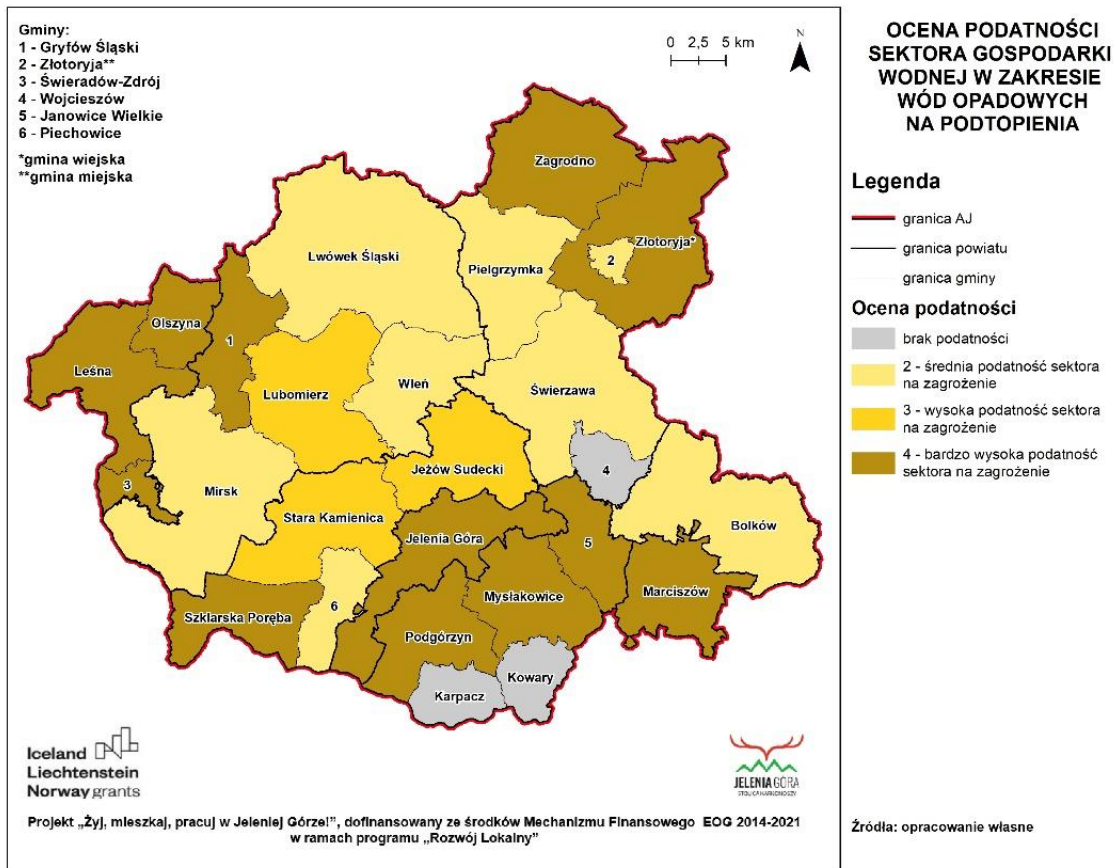 Gminy:
1 - Gryfów Śląski
2 - Złotoryja**
3 - Świeradów-Zdrój
4 - Wojcieszów
5 - Janowice Wielkie
6 - Piechowice
*gmina wiejska
**gmina miejska
0 2,5 5 km
N
Zagrodno
Złotoryja*
2
Lwówek Śląski
Pielgrzymka
Olszyna
1
Leśna
Lubomierz
Wleń
Świerzawa
Jeżów Sudecki
4
3
Mirsk
Stara Kamienica
Bolków
Jelenia Góra
5
Marciszów
Mysłakowice
Szklarska Poręba
6
Podgórzyn
Kowary
Karpacz
Iceland
Liechtenstein
Norway grants
JELENIA GÓRA
STOLICA KARKONOSZY
Projekt „Żyj, mieszkaj, pracuj w Jeleniej Górze!”, dofinansowany ze środków Mechanizmu Finansowego EOG 2014-2021
w ramach programu „Rozwój Lokalny”
OCENA PODATNOŚCI
SEKTORA GOSPODARKI
WODNEJ W ZAKRESIE
WÓD OPADOWYCH
NA PODTOPIENIA
Legenda
granica AJ
granica powiatu
granica gminy
Ocena podatności
brak podatności
2 - średnia podatność sektora
na zagrożenie
3 - wysoka podatność sektora
na zagrożenie
4 - bardzo wysoka podatność
sektora na zagrożenie
Źródła: opracowanie własne